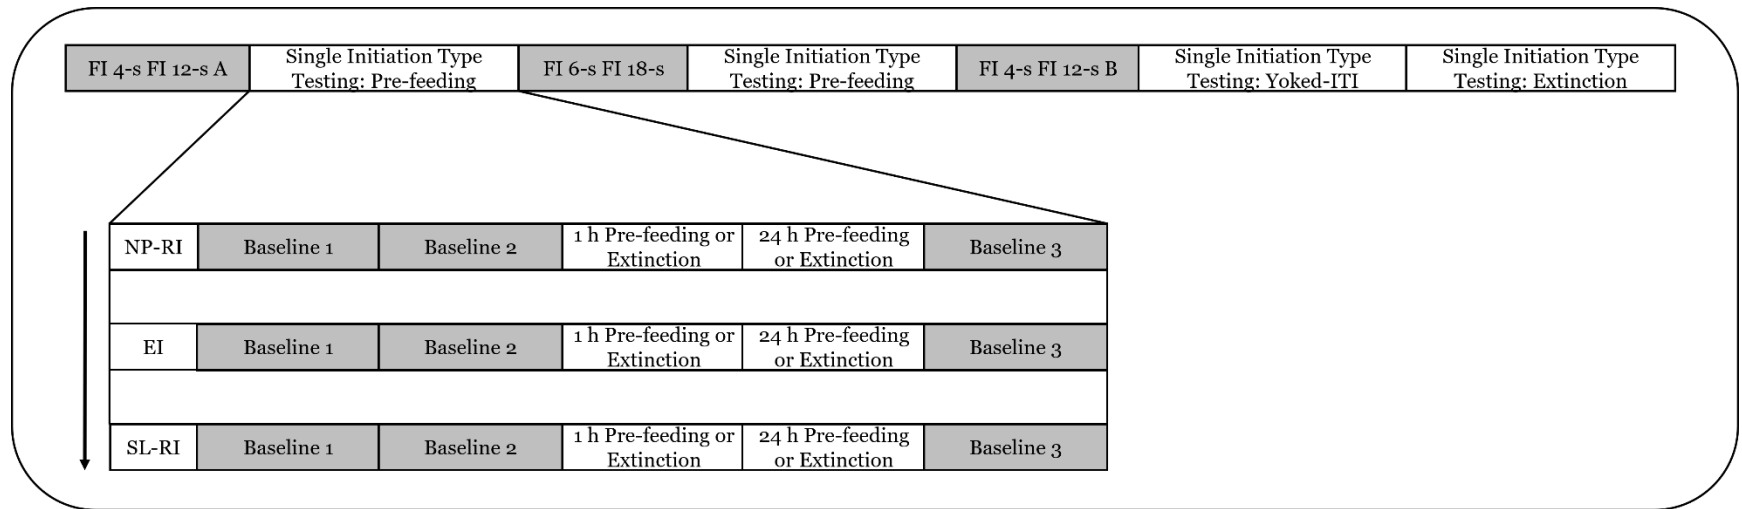 FI 4-s FI 12-s A
Single Initiation Type
Testing: Pre-feeding
FI 6-s FI 18-s
Single Initiation Type
Testing: Pre-feeding
FI 4-s FI 12-s B
Single Initiation Type
Testing: Yoked-ITI
Single Initiation Type
Testing: Extinction
NP-RI
Baseline 1
Baseline 2
1 h Pre-feeding or
Extinction
24 h Pre-feeding
or Extinction
Baseline 3
EI
Baseline 1
Baseline 2
1 h Pre-feeding or
Extinction
24 h Pre-feeding
or Extinction
Baseline 3
SL-RI
Baseline 1
Baseline 2
1 h Pre-feeding or
Extinction
24 h Pre-feeding
or Extinction
Baseline 3